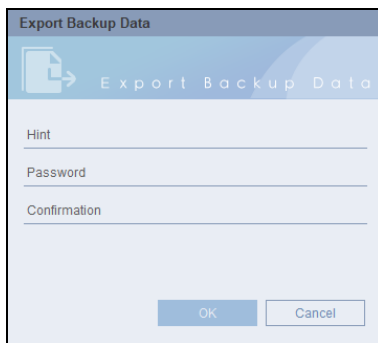 Export Backup Data
Export Backup Data
Hint
Password
Confirmation
OK Cancel